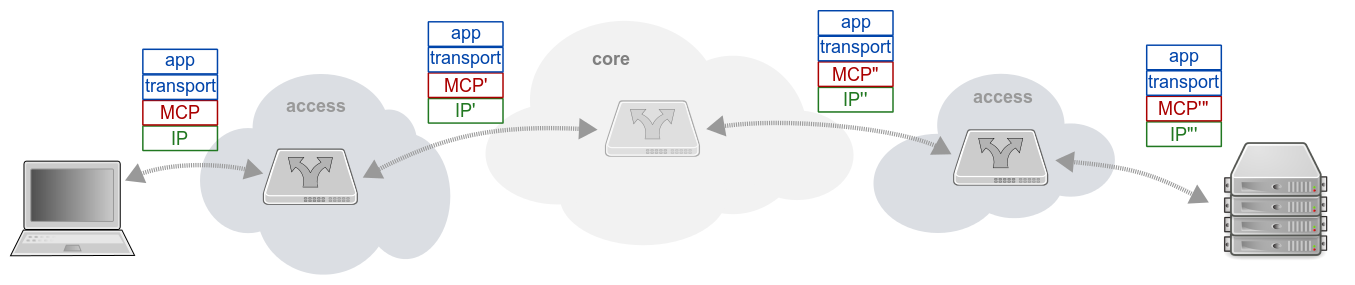 app
transport
MCP
IP
access
app
transport
MCP'
IP'
core
app
transport
MCP"
IP''
access
app
transport
MCP'"
IP"'